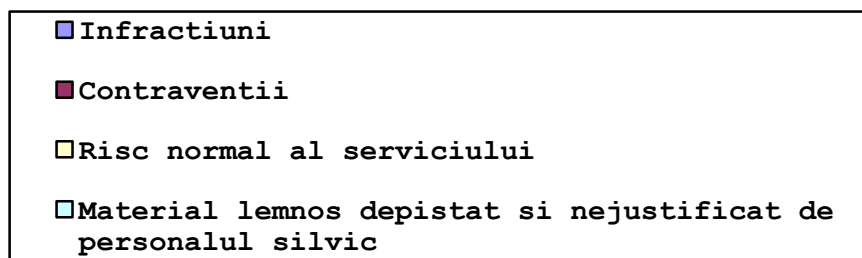 Infractiuni
Contraventii
Risc normal al serviciului
Material lemnos depistat si nejustificat de
personalul silvic